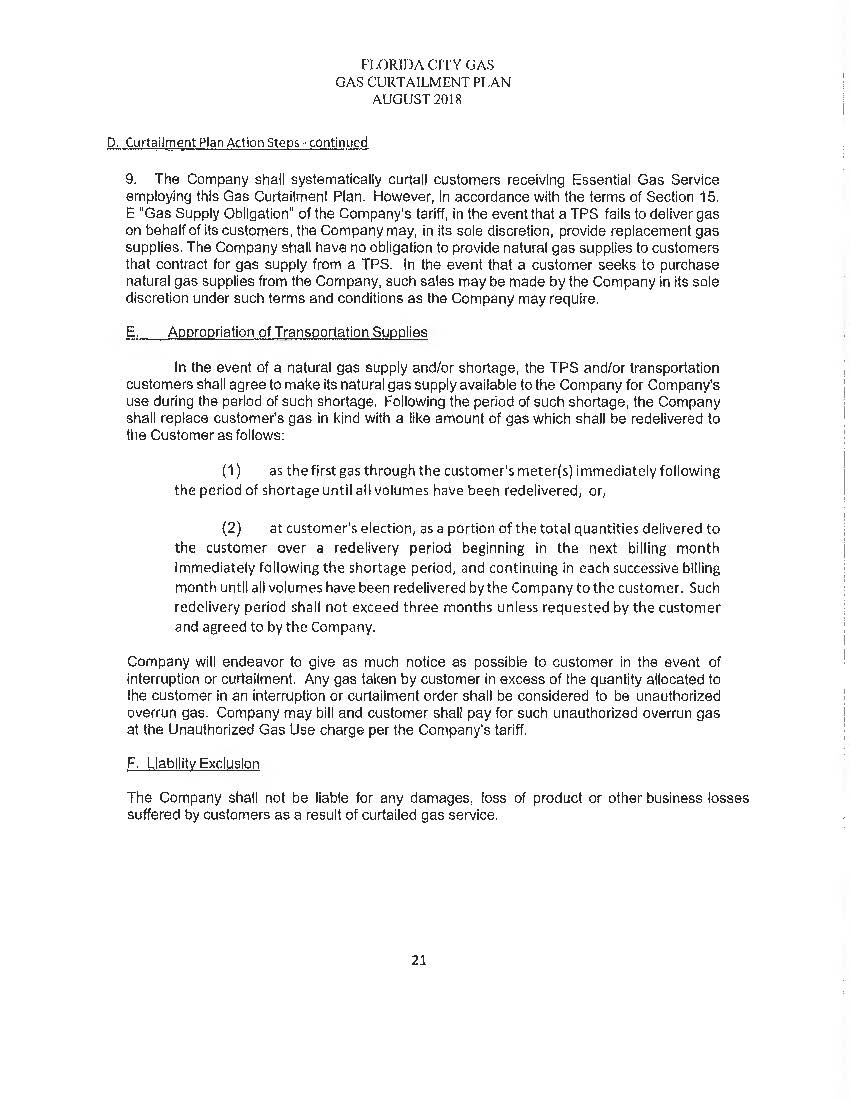 FLORIDA CITY GAS
GAS CURTAILMENT PLAN
AUGUST 2018
D. Curtailment Plan Action Steps - continued
9. The Company shall systematically curtail customers receiving Essential Gas Service
employing this Gas Curtailment Plan. However, in accordance with the terms of Section 15.
E "Gas Supply Obligation" of the Company's tariff, in the event that a TPS fails to deliver gas
on behalf of its customers, the Company may, in its sole discretion, provide replacement gas
supplies. The Company shall have no obligation to provide natural gas supplies to customers
that contract for gas supply from a TPS. In the event that a customer seeks to purchase
natural gas supplies from the Company, such sales may be made by the Company in its sole
discretion under such terms and conditions as the Company may require.
E. Appropriation of Transportation Supplies
In the event of a natural gas supply and/or shortage, the TPS and/or transportation
customers shall agree to make its natural gas supply available to the Company for Company's
use during the period of such shortage. Following the period of such shortage, the Company
shall replace customer's gas in kind with a like amount of gas which shall be redelivered to
the Customer as follows:
(1) as the first gas through the customer's meter(s) immediately following
the period of shortage until all volumes have been redelivered, or,
(2) at customer's election, as a portion of the total quantities delivered to
the customer over a redelivery period beginning in the next billing month
immediately following the shortage period, and continuing in each successive billing
month until all volumes have been redelivered by the Company to the customer. Such
redelivery period shall not exceed three months unless requested by the customer
and agreed to by the Company.
Company will endeavor to give as much notice as possible to customer in the event of
interruption or curtailment. Any gas taken by customer in excess of the quantity allocated to
the customer in an interruption or curtailment order shall be considered to be unauthorized
overrun gas. Company may bill and customer shall pay for such unauthorized overrun gas
at the Unauthorized Gas Use charge per the Company's tariff.
F. Liability Exclusion
The Company shall not be liable for any damages, loss of product or other business losses
suffered by customers as a result of curtailed gas service.
21